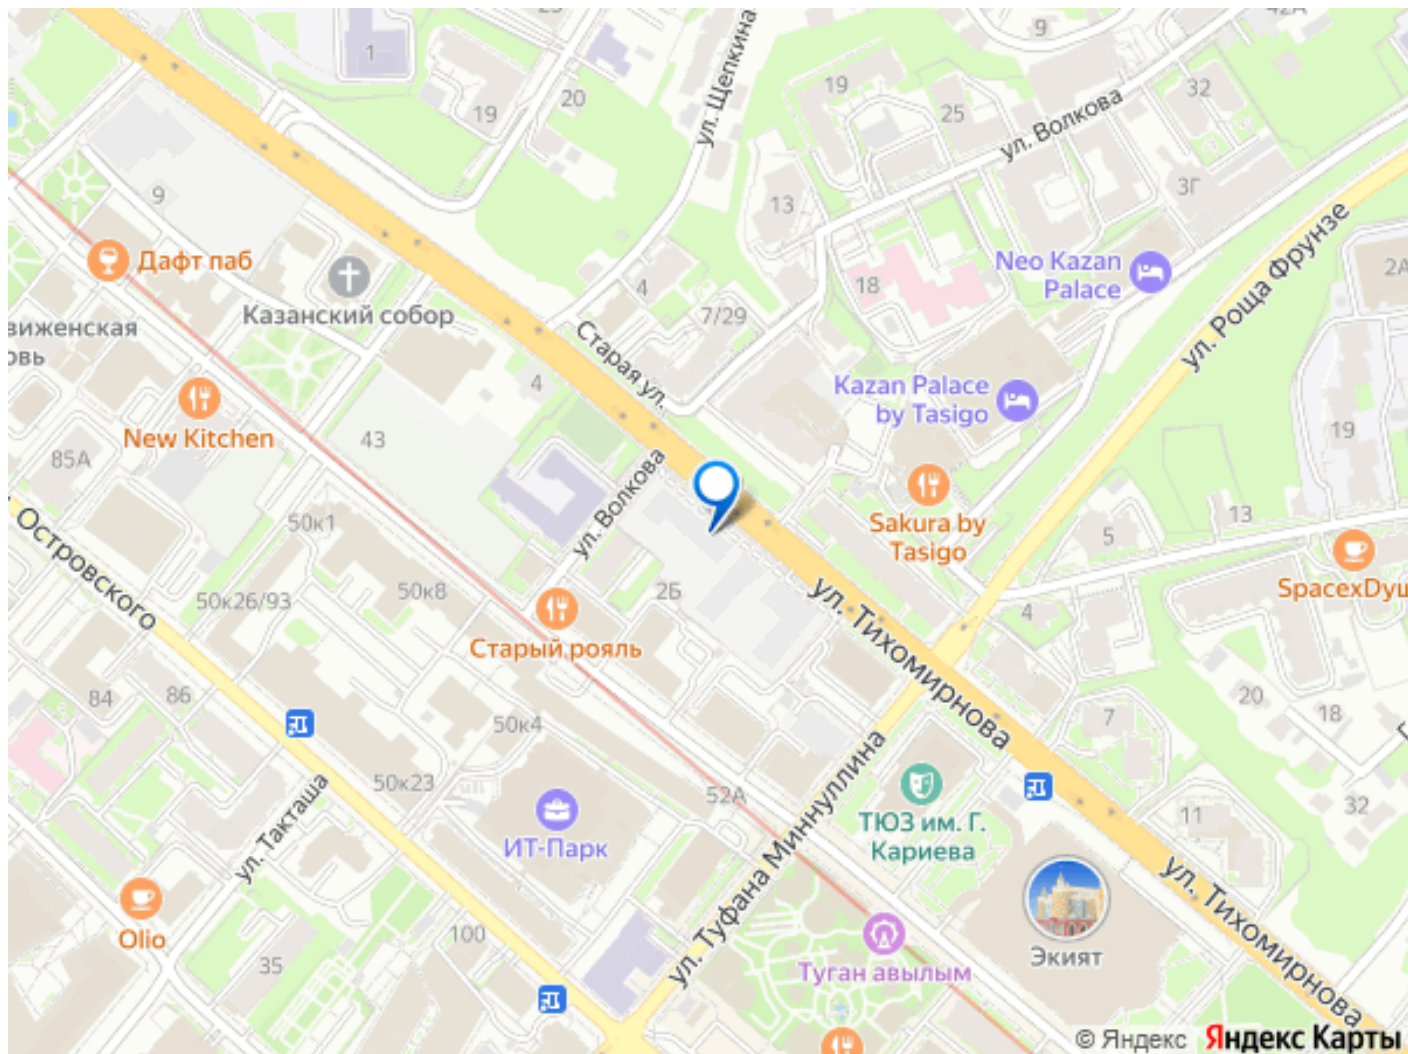 1
9
42А
ул. Щепкина
19
20
19
25
32
ул. Волкова
9
13
3Г
Дафт паб
Казанский собор
4
7/29
18
Neo Kazan
Palace
ул. Роща Фрунзе
2А
виженская
овь
Старая ул.
4
Kazan Palace
by Tasigo
New Kitchen
43
85А
19
ул. Волкова
Sakura by
Tasigo
50к1
13
5
Островского
50к26/93
50к8
2Б
ул. Тихомирнова
SpacexДуш
4
Старый рояль
84
86
50к4
20
18
7
50к23
52А
ул. Такташа
ИТ-Парк
ул. Туфана Миннуллина
ТЮЗ им. Г.
Кариева
11
32
ул. Тихомирнова
Olio
100
35
Туган авылым
Экият
© Яндекс Яндекс Карты